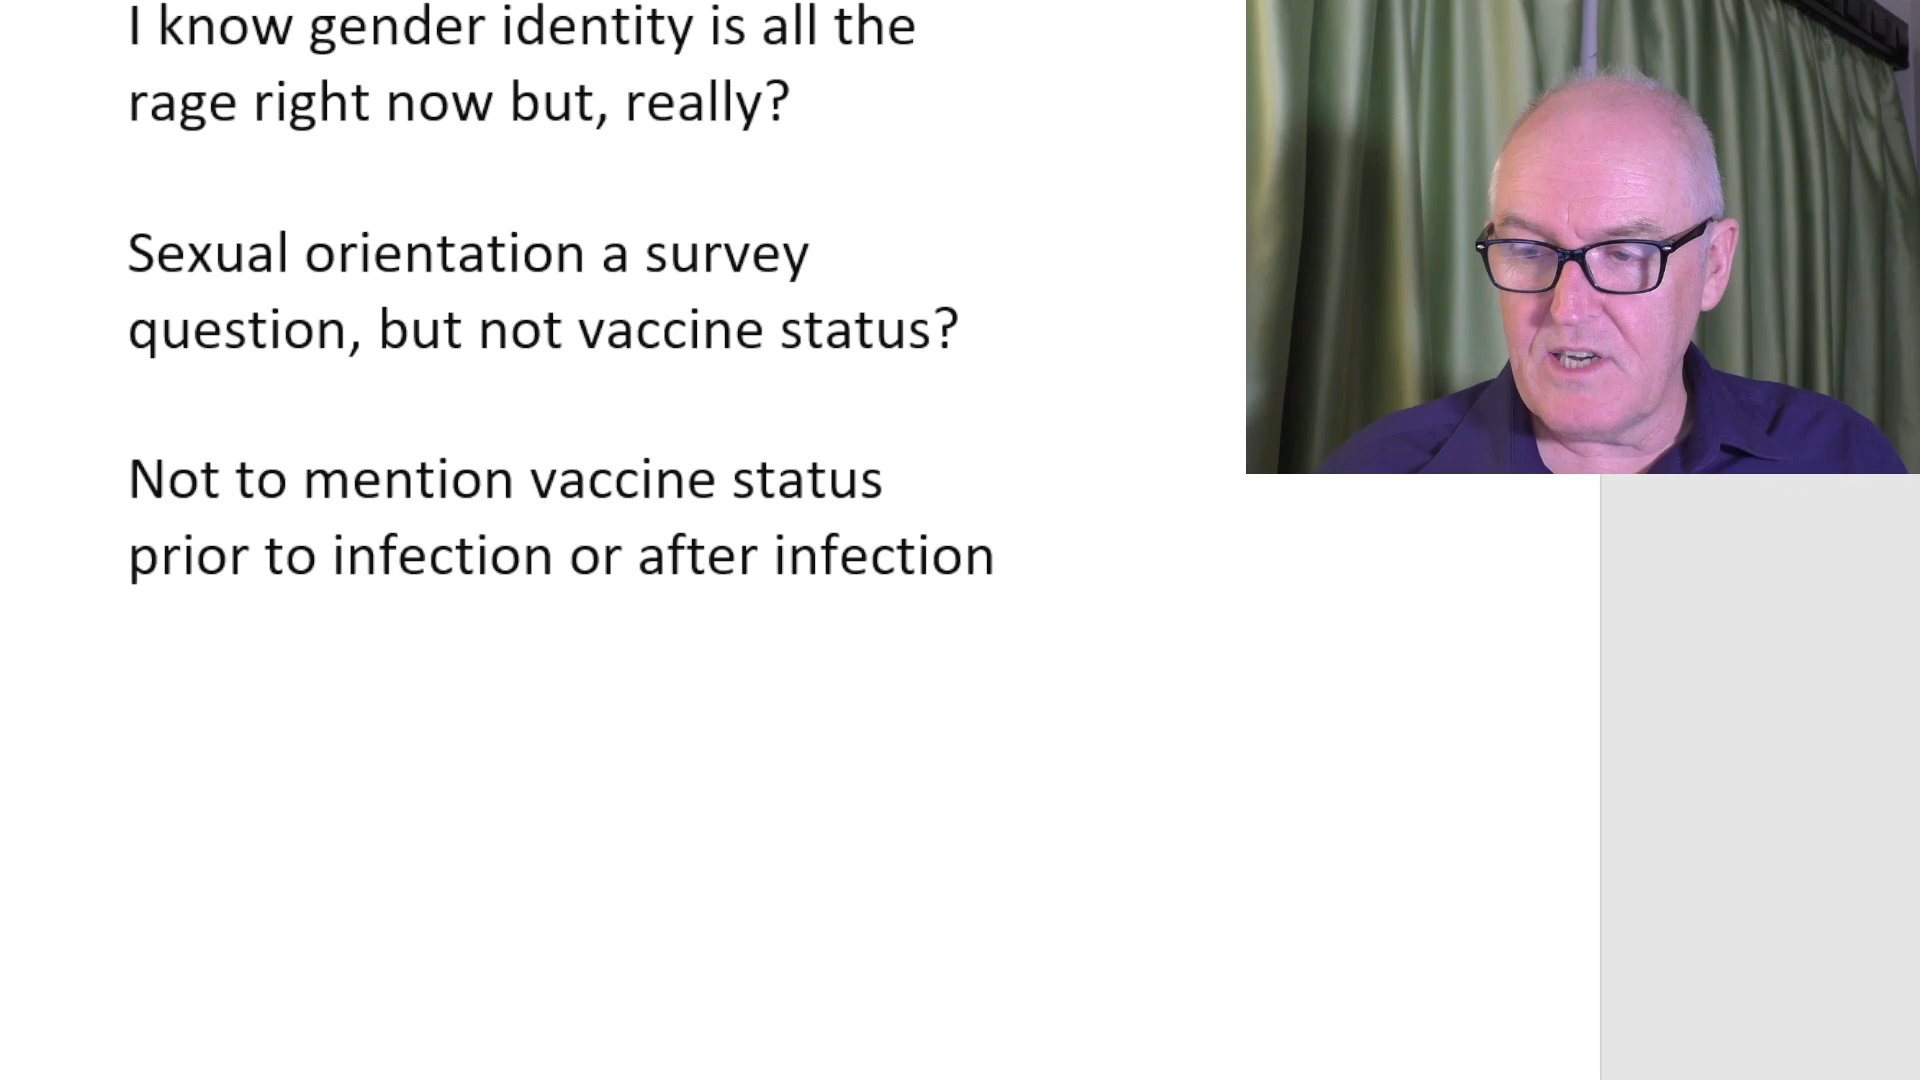 I know gender identity is all the
rage right now but, really?
Sexual orientation a survey
question, but not vaccine status?
Not to mention vaccine status
prior to infection or after infection